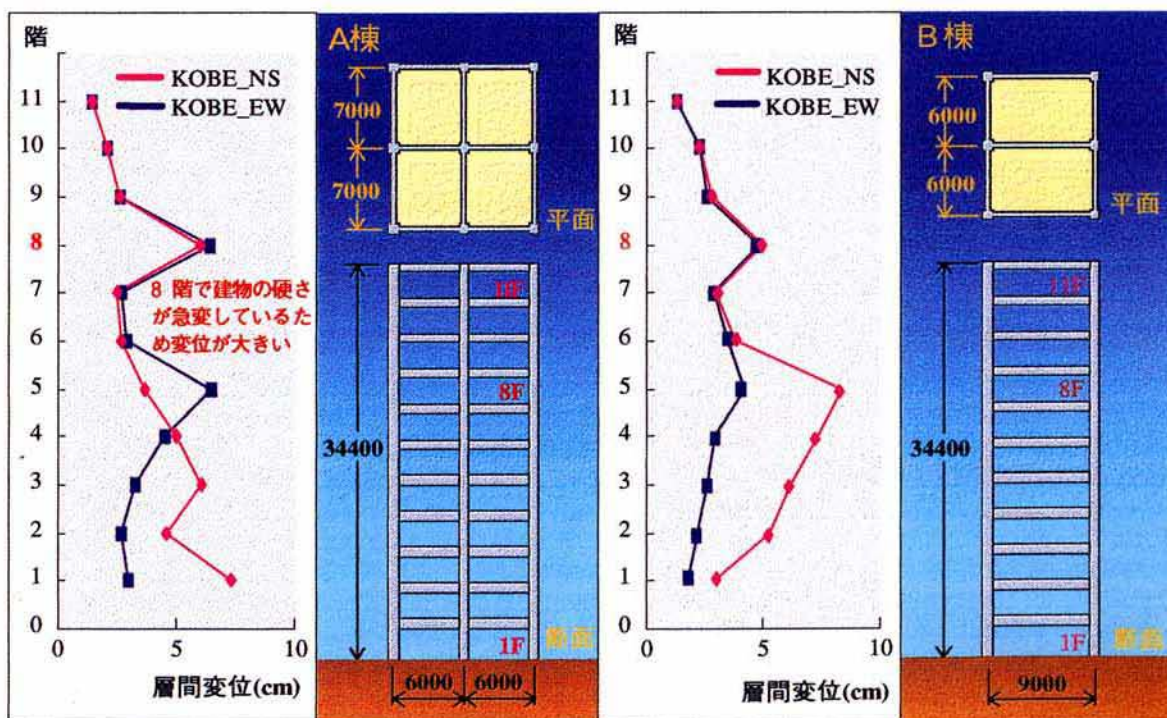 階
KOBE_NS
KOBE_EW
11
10
9
8
7
6
5
4
3
2
1
0
8 階で建物の硬さ
が急変しているた
め変位が大きい
0
5
10
層間変位(cm)
A棟
7000
7000
平面
11F
8F
34400
1F
断面
6000
6000
階
KOBE_NS
KOBE_EW
11
10
9
8
7
6
5
4
3
2
1
0
0
5
10
層間変位(cm)
B棟
6000
6000
平面
11F
8F
34400
1F
断面
9000